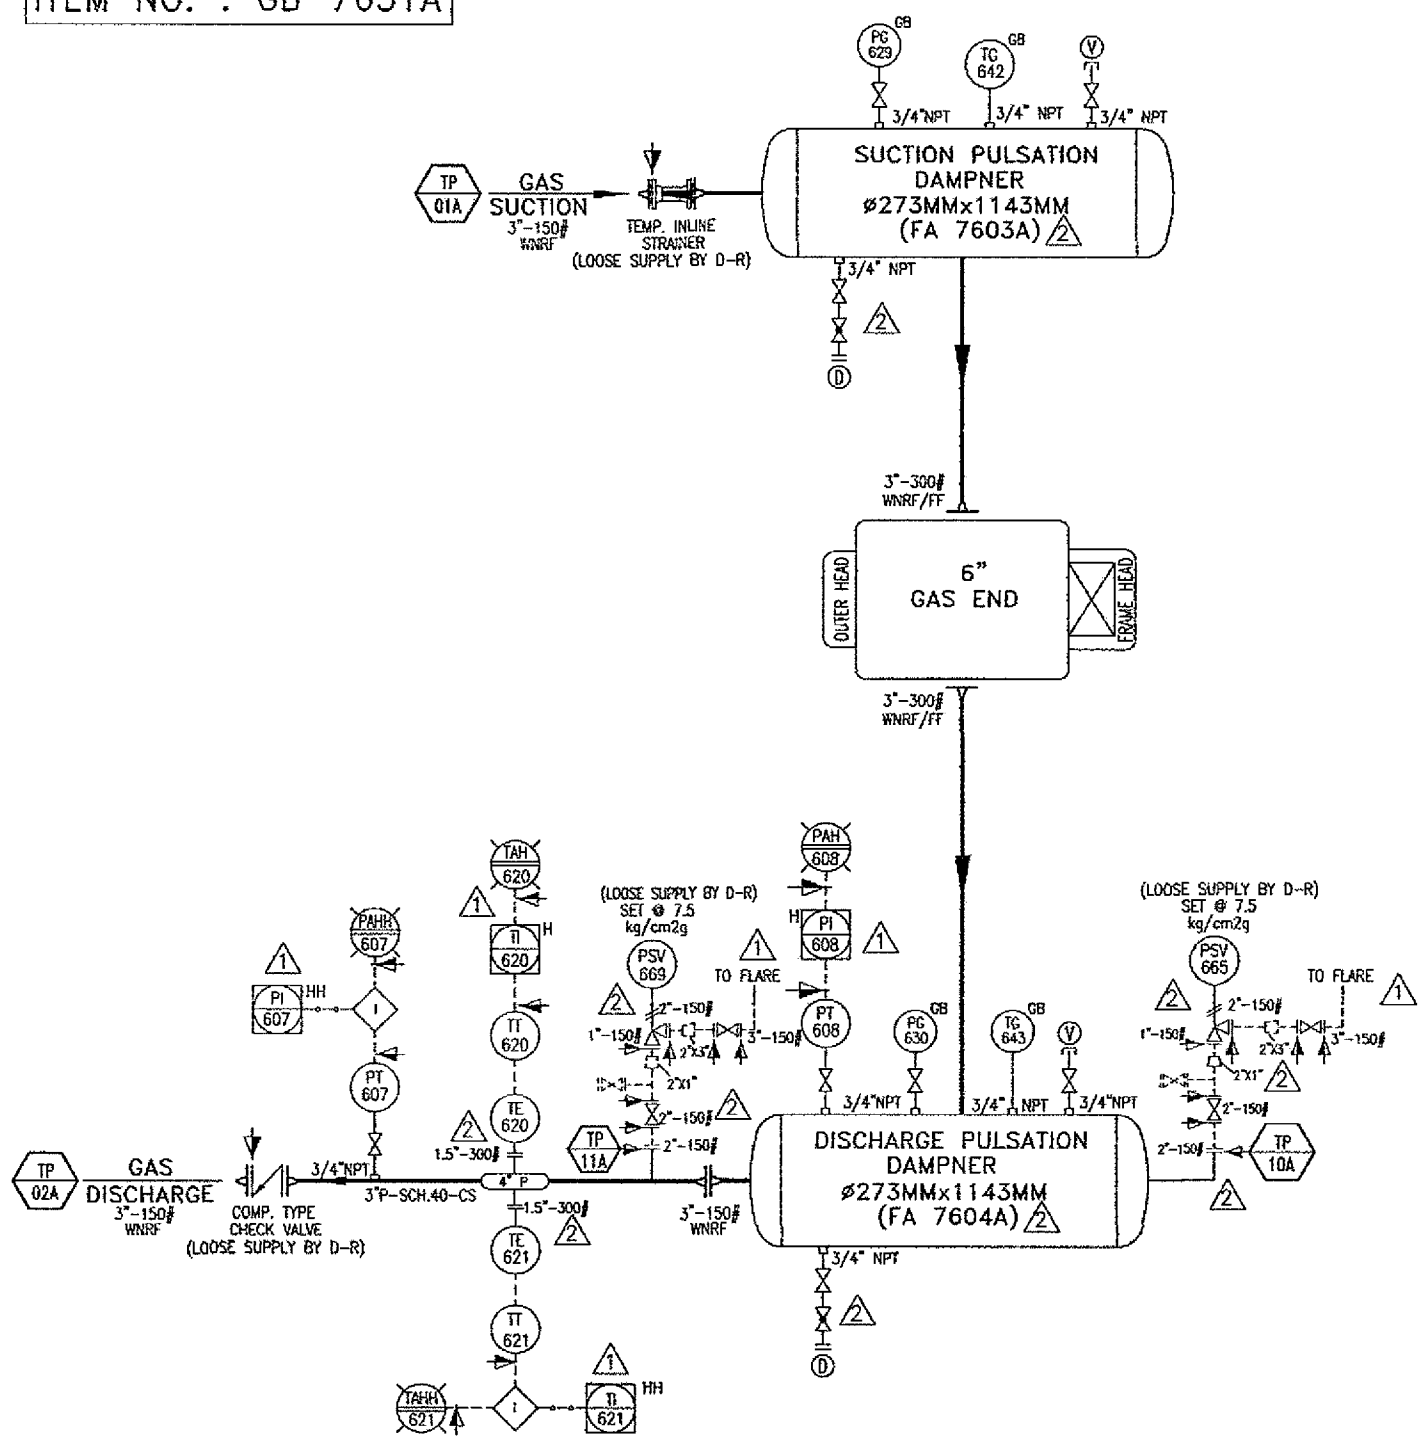 ITEM NO. : GB 7651A
PG
629
GB
TG
642
GB
V
3/4" NPT
3/4" NPT
3/4" NPT
SUCTION PULSATION
DAMPNER
ø273MMx1143MM
(FA 7603A)
2
TP
01A
GAS
SUCTION
3"-150#
WNRF
TEMP. INLINE
STRAINER
(LOOSE SUPPLY BY D-R)
3/4" NPT
2
D
3"-300#
WNRF/FF
OUTER HEAD
6"
GAS END
FRAME HEAD
3"-300#
WNRF/FF
TAH
620
1
TI
620
H
TT
620
TE
620
2
1.5"-300#
PAHH
607
1
PI
607
HH
I
PT
607
3/4"NPT
(LOOSE SUPPLY BY D-R)
SET @ 7.5
kg/cm2g
PSV
669
2
2"-150#
1"-150#
2"X3"
3"-150#
TO FLARE
1
2"X1"
2"-150#
2
2"-150#
TP
11A
PAH
608
H
PI
608
1
PT
608
PG
630
GB
TG
643
GB
V
3/4"NPT
3/4" NPT
3/4"NPT
(LOOSE SUPPLY BY D-R)
SET @ 7.5
kg/cm2g
PSV
665
2
2"-150#
1"-150#
2"X3"
3"-150#
TO FLARE
1
2"X1"
2
2"-150#
2"-150#
TP
10A
2
DISCHARGE PULSATION
DAMPNER
ø273MMx1143MM
(FA 7604A)
2
TP
02A
GAS
DISCHARGE
3"-150#
WNRF
COMP. TYPE
CHECK VALVE
(LOOSE SUPPLY BY D-R)
3"P-SCH.40-CS
4" P
1.5"-300#
2
3"-150#
WNRF
TE
621
TT
621
TAHH
621
I
1
TI
621
HH
3/4" NPT
2
D